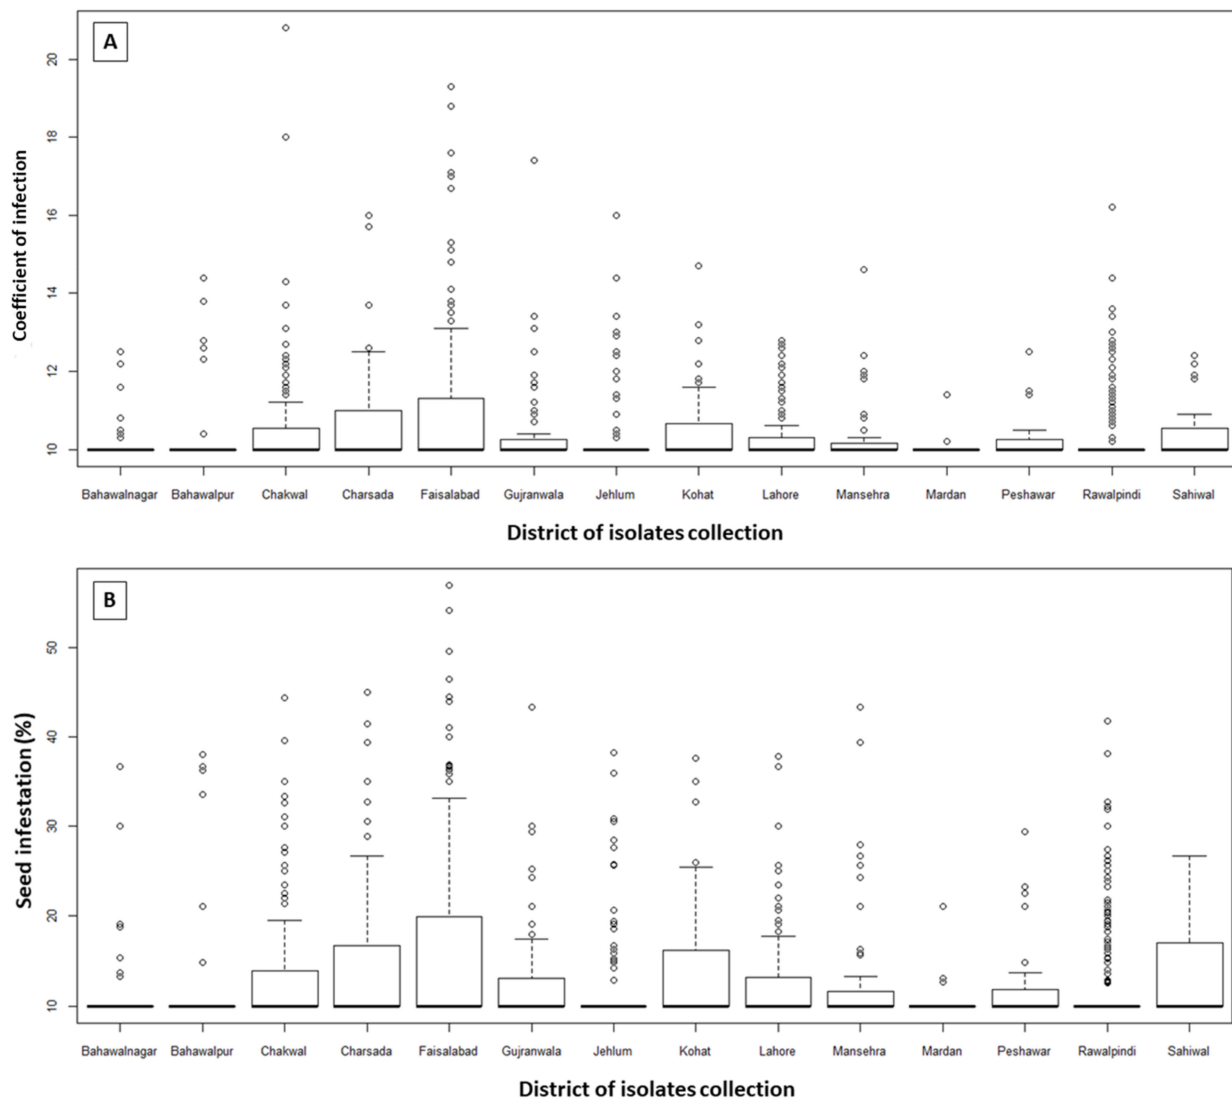 A
Coefficient of infection
20
18
16
14
12
10
Bahawalnagar Bahawalpur Chakwal Charsada Faisalabad Gujranwala Jehlum Kohat Lahore Mansehra Mardan Peshawar Rawalpindi Sahiwal
District of isolates collection
B
Seed infestation (%)
50
40
30
20
10
Bahawalnagar Bahawalpur Chakwal Charsada Faisalabad Gujranwala Jehlum Kohat Lahore Mansehra Mardan Peshawar Rawalpindi Sahiwal
District of isolates collection